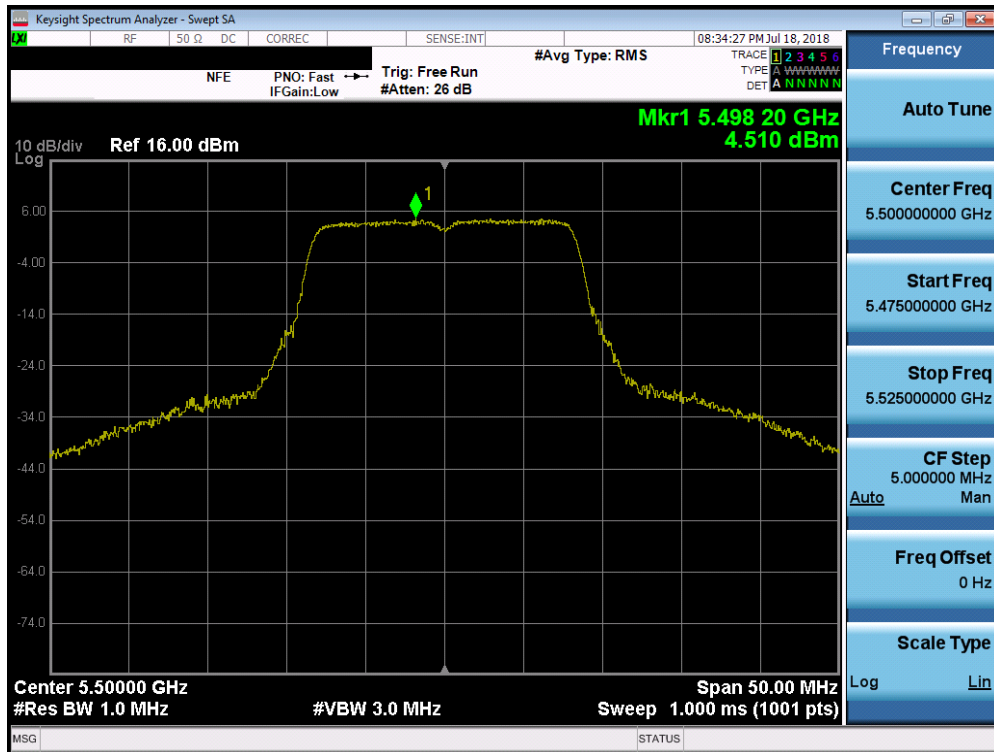 Keysight Spectrum Analyzer - Swept SA
LXI RF 50 Ω DC CORREC SENSE:INT 08:34:27 PM Jul 18, 2018
#Avg Type: RMS TRACE 1 2 3 4 5 6
NFE PNO: Fast Trig: Free Run TYPE A WWWWW
IFGain:Low #Atten: 26 dB DET A N N N N N
Mkr1 5.498 20 GHz
4.510 dBm
10 dB/div Ref 16.00 dBm
Log
1
6.00
-4.00
-14.0
-24.0
-34.0
-44.0
-54.0
-64.0
-74.0
Center 5.50000 GHz Span 50.00 MHz
#Res BW 1.0 MHz #VBW 3.0 MHz Sweep 1.000 ms (1001 pts)
MSG STATUS
Frequency
Auto Tune
Center Freq
5.500000000 GHz
Start Freq
5.475000000 GHz
Stop Freq
5.525000000 GHz
CF Step
5.000000 MHz
Auto Man
Freq Offset
0 Hz
Scale Type
Log Lin